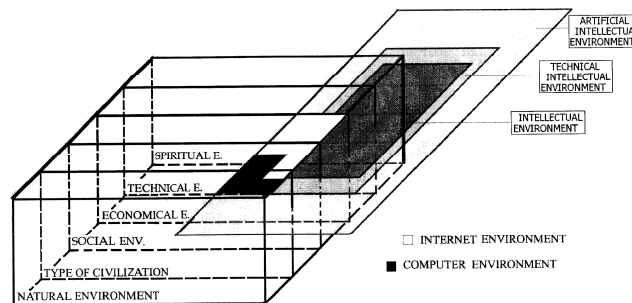 ARTIFICIAL
INTELLECTUAL
ENVIRONMENT
TECHNICAL
INTELLECTUAL
ENVIRONMENT
INTELLECTUAL
ENVIRONMENT
SPIRITUAL E.
TECHNICAL E.
ECONOMICAL E.
SOCIAL ENV.
TYPE OF CIVILIZATION
NATURAL ENVIRONMENT
INTERNET ENVIRONMENT
COMPUTER ENVIRONMENT